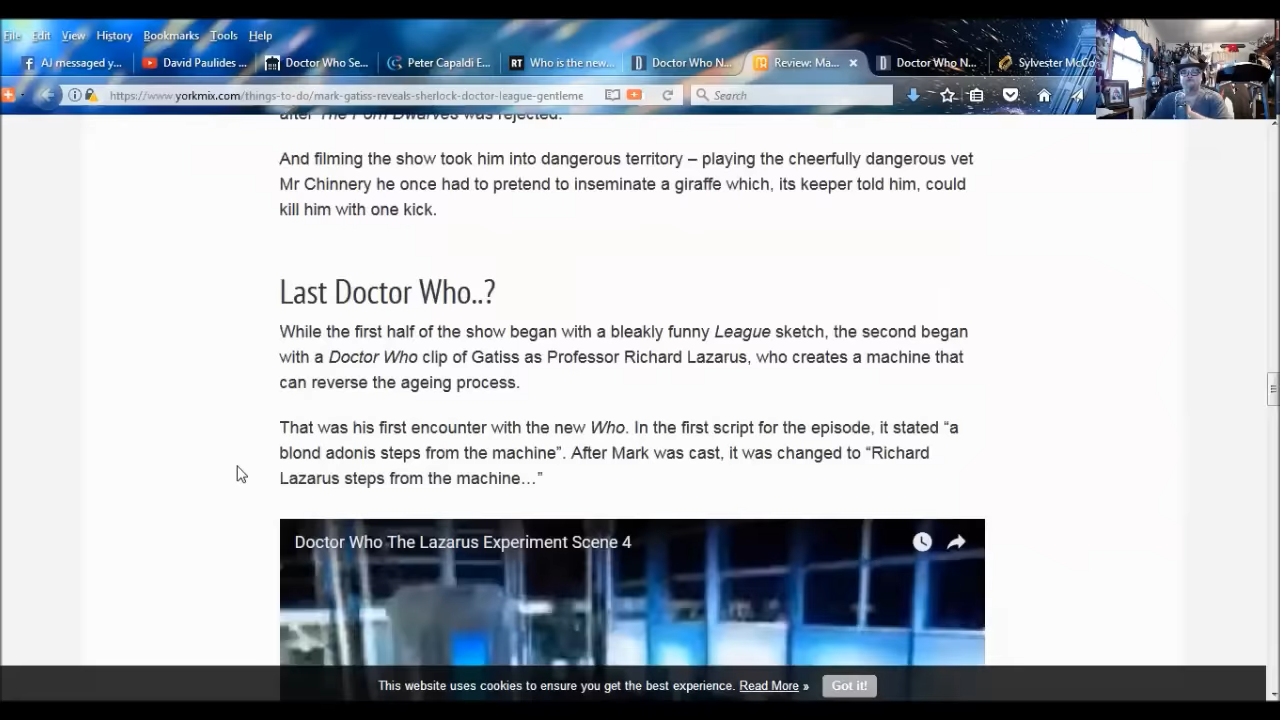 File Edit View History Bookmarks Tools Help
AJ messaged y... David Paulides ... Doctor Who Se... Peter Capaldi E... RT Who is the new... Doctor Who N... Review: Ma... Doctor Who N... Sylvester McCo
https://www.yorkmix.com/things-to-do/mark-gatiss-reveals-sherlock-doctor-league-gentleme Search
after The Porn Dwarves was rejected.
And filming the show took him into dangerous territory – playing the cheerfully dangerous vet
Mr Chinnery he once had to pretend to inseminate a giraffe which, its keeper told him, could
kill him with one kick.
Last Doctor Who..?
While the first half of the show began with a bleakly funny League sketch, the second began
with a Doctor Who clip of Gatiss as Professor Richard Lazarus, who creates a machine that
can reverse the ageing process.
That was his first encounter with the new Who. In the first script for the episode, it stated “a
blond adonis steps from the machine”. After Mark was cast, it was changed to “Richard
Lazarus steps from the machine…”
Doctor Who The Lazarus Experiment Scene 4
This website uses cookies to ensure you get the best experience. Read More » Got it!